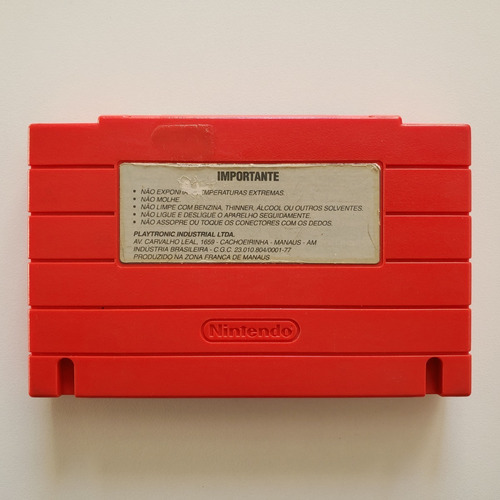 IMPORTANTE
• NÃO EXPONHA TEMPERATURAS EXTREMAS
• NÃO MOLHE.
• NÃO LIMPE COM BENZINA, THINNER, ÁLCOOL OU OUTROS SOLVENTES.
• NÃO LIGUE E DESLIGUE O APARELHO SEGUIDAMENTE.
• NÃO ASSOPRE OU TOQUE OS CONECTORES COM OS DEDOS.
PLAYTRONIC INDUSTRIAL LTDA.
AV. CARVALHO LEAL, 1659 - CACHOEIRINHA - MANAUS - AM
INDÚSTRIA BRASILEIRA - C.G.C. 23.010.804/0001-77
PRODUZIDO NA ZONA FRANCA DE MANAUS
Nintendo